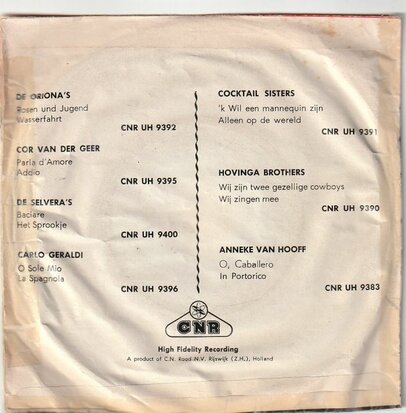 DE ORIONA'S
Rosen und Jugend
Wasserfahrt
CNR UH 9392
COR VAN DER GEER
Parla d'Amore
Addio
CNR UH 9395
DE SELVERA'S
Baciare
Het Sprookje
CNR UH 9400
CARLO GERALDI
O Sole Mio
La Spagnola
CNR UH 9396
COCKTAIL SISTERS
'k Wil een mannequin zijn
Alleen op de wereld
CNR UH 9391
HOVINGA BROTHERS
Wij zijn twee gezellige cowboys
Wij zingen mee
CNR UH 9390
ANNEKE VAN HOOFF
O, Caballero
In Portorico
CNR UH 9383
CNR
High Fidelity Recording
A product of C.N. Rood N.V. Rijswijk (Z.H.), Holland